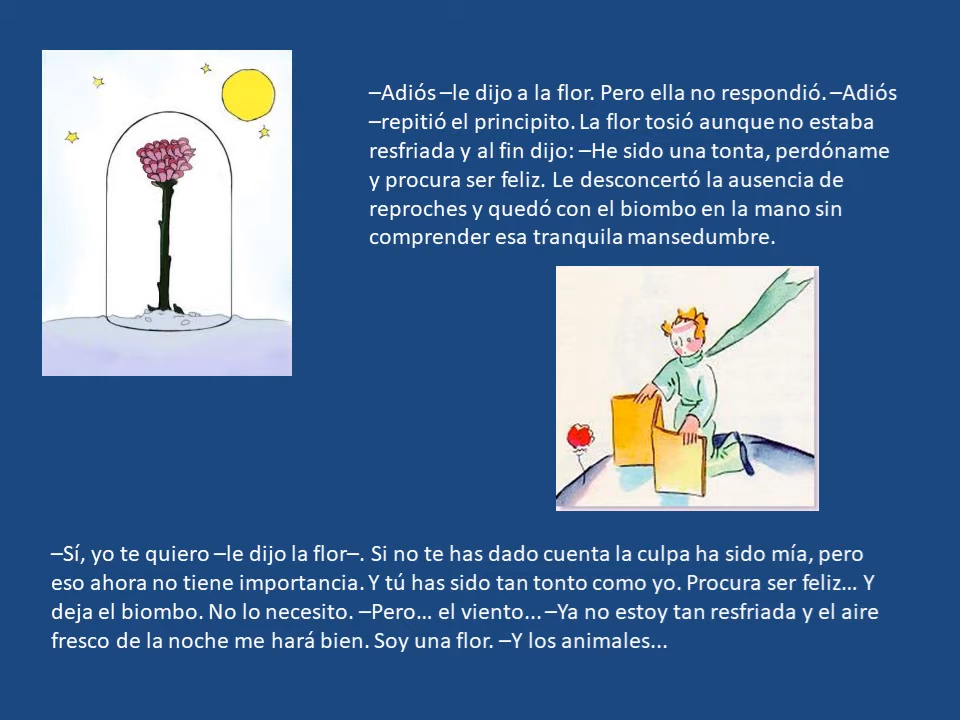 –Adiós –le dijo a la flor. Pero ella no respondió. –Adiós
–repitió el principito. La flor tosió aunque no estaba
resfriada y al fin dijo: –He sido una tonta, perdóname
y procura ser feliz. Le desconcertó la ausencia de
reproches y quedó con el biombo en la mano sin
comprender esa tranquila mansedumbre.
–Sí, yo te quiero –le dijo la flor–. Si no te has dado cuenta la culpa ha sido mía, pero
eso ahora no tiene importancia. Y tú has sido tan tonto como yo. Procura ser feliz... Y
deja el biombo. No lo necesito. –Pero... el viento... –Ya no estoy tan resfriada y el aire
fresco de la noche me hará bien. Soy una flor. –Y los animales...